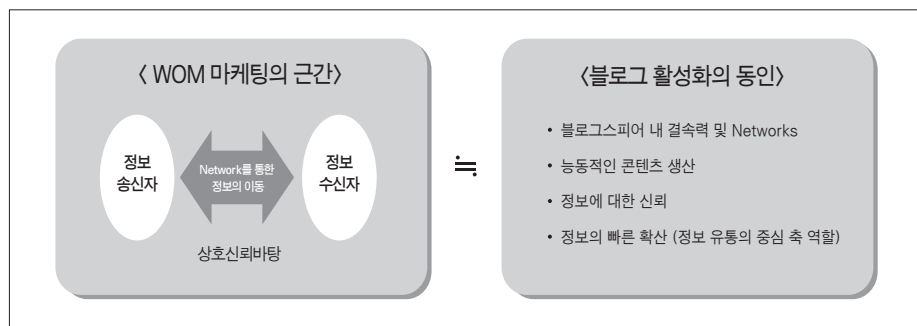 〈 WOM 마케팅의 근간〉
정보
송신자
Network를 통한
정보의 이동
정보
수신자
상호신뢰바탕
≒
〈블로그 활성화의 동인〉
• 블로그스피어 내 결속력 및 Networks
• 능동적인 콘텐츠 생산
• 정보에 대한 신뢰
• 정보의 빠른 확산 (정보 유통의 중심 축 역할)